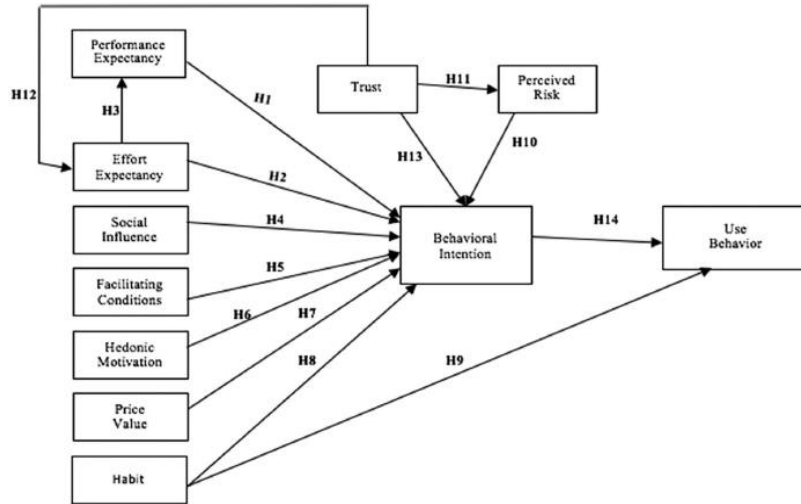 Performance
Expectancy
Trust
H11
Perceived
Risk
H12
H3
H1
H13
H10
Effort
Expectancy
H2
Social
Influence
H4
Behavioral
Intention
H14
Use
Behavior
Facilitating
Conditions
H5
H6
H7
Hedonic
Motivation
H8
H9
Price
Value
Habit